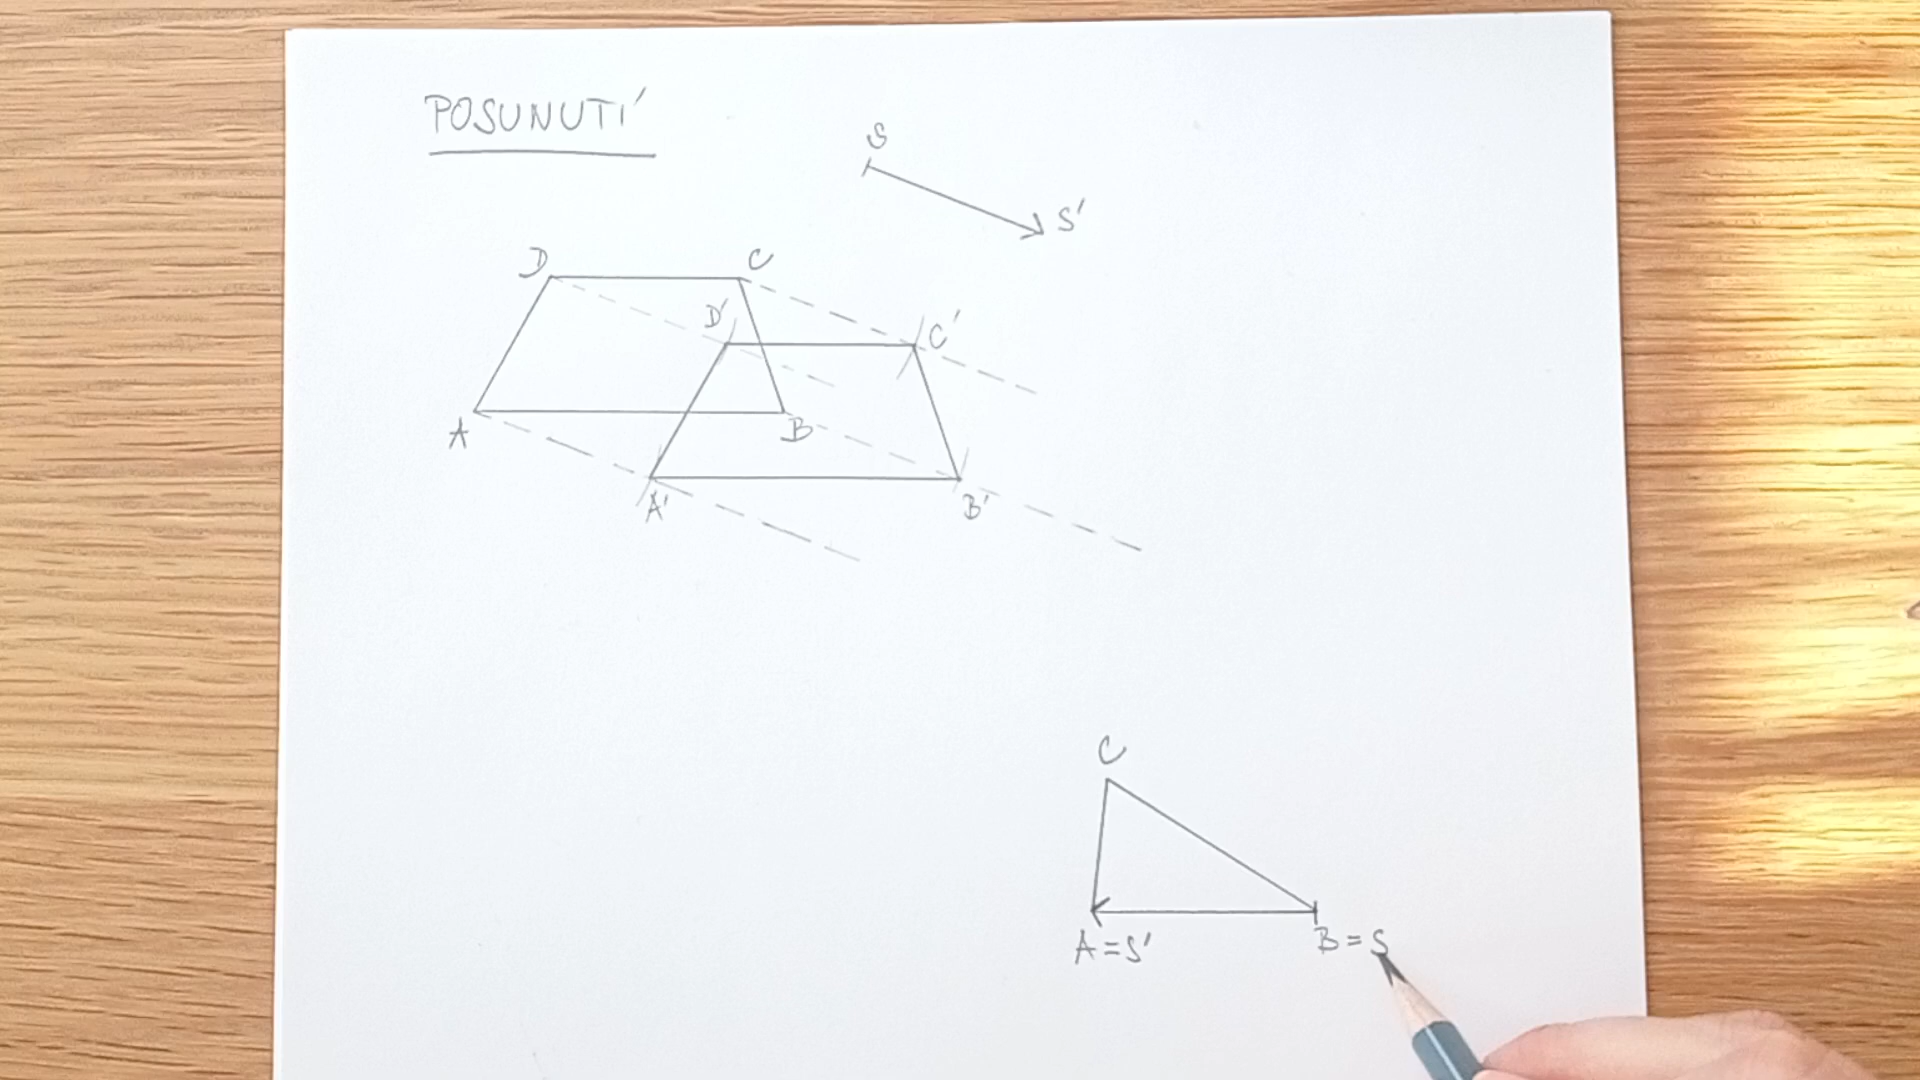 POSUNUTÍ
S
S'
D
C
D'
C'
A
B
A'
B'
C
A = S'
B = S